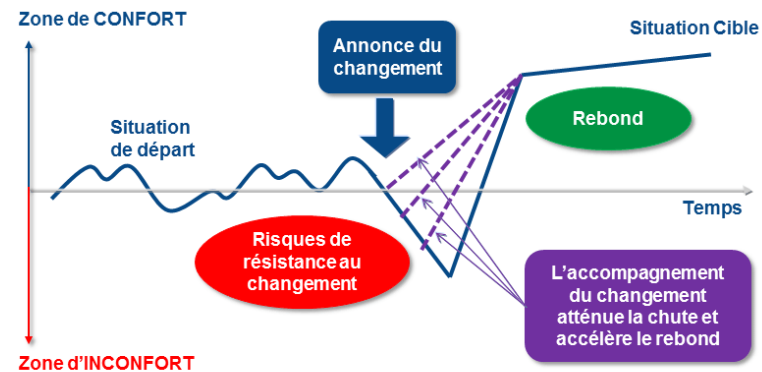 Zone de CONFORT
Annonce du
changement
Situation Cible
Situation
de départ
Rebond
Temps
Risques de
résistance au
changement
L'accompagnement
du changement
atténue la chute et
accélère le rebond
Zone d'INCONFORT